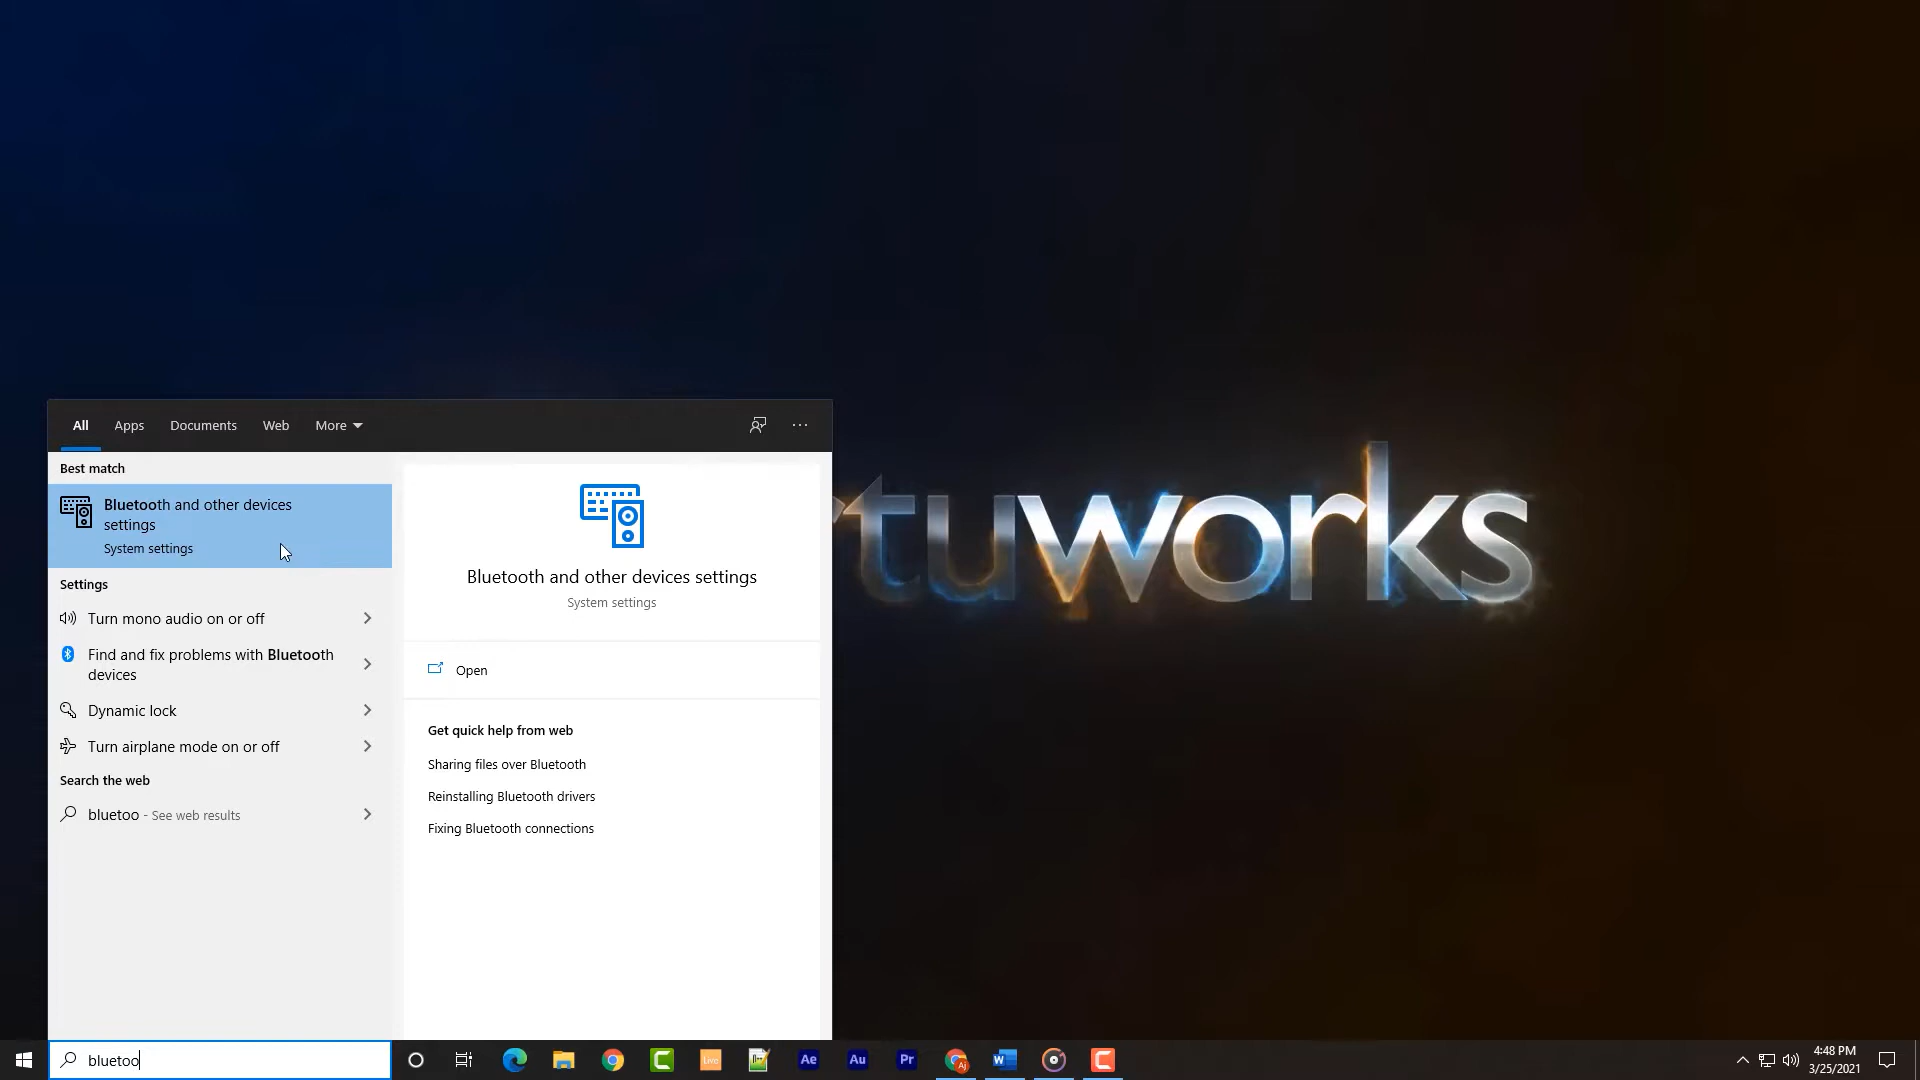 All Apps Documents Web More
Best match
Bluetooth and other devices
settings
System settings
Settings
Turn mono audio on or off
Find and fix problems with Bluetooth
devices
Dynamic lock
Turn airplane mode on or off
Search the web
bluetoo - See web results
Bluetooth and other devices settings
System settings
Open
Get quick help from web
Sharing files over Bluetooth
Reinstalling Bluetooth drivers
Fixing Bluetooth connections
tuworks
bluetoo
Live
Ae
Au
Pr
AJ
W
4:48 PM
3/25/2021